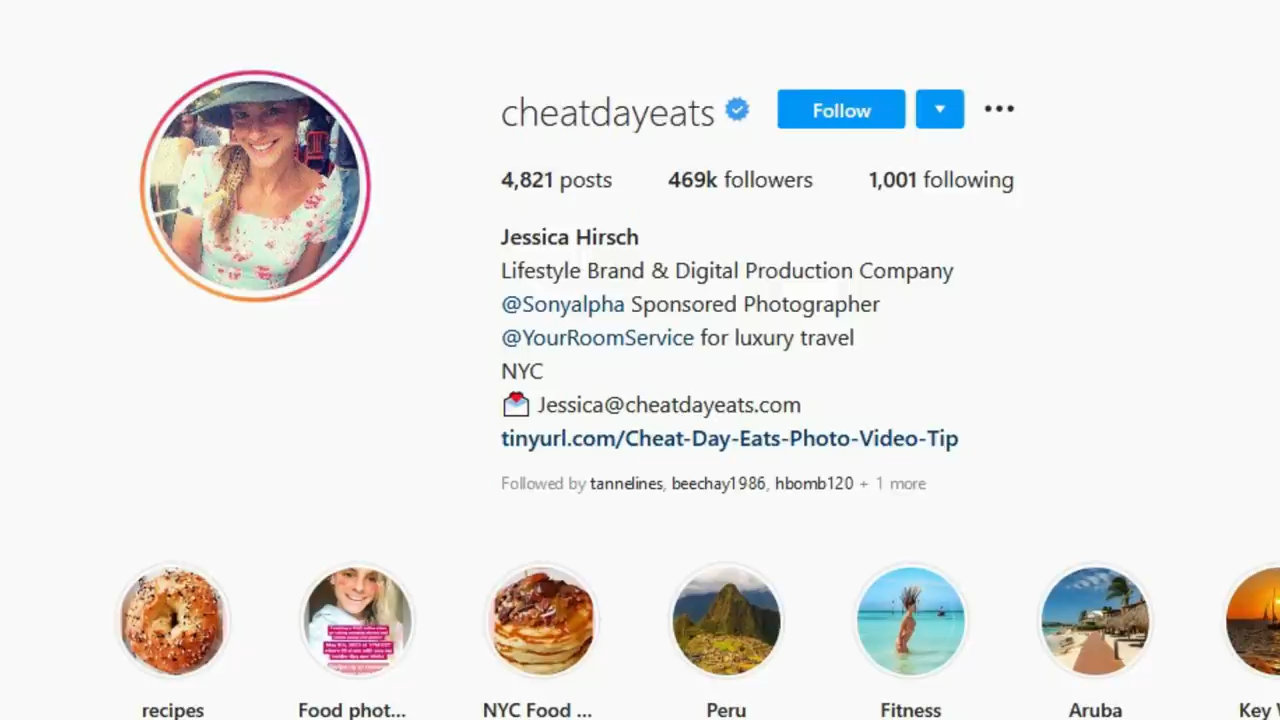 cheatdayeats
Follow
4,821 posts 469k followers 1,001 following
Jessica Hirsch
Lifestyle Brand & Digital Production Company
@Sonyalpha Sponsored Photographer
@YourRoomService for luxury travel
NYC
Jessica@cheatdayeats.com
tinyurl.com/Cheat-Day-Eats-Photo-Video-Tip
Followed by tannelines, beechay1986, hbomb120 + 1 more
recipes Food phot... NYC Food ... Peru Fitness Aruba Key